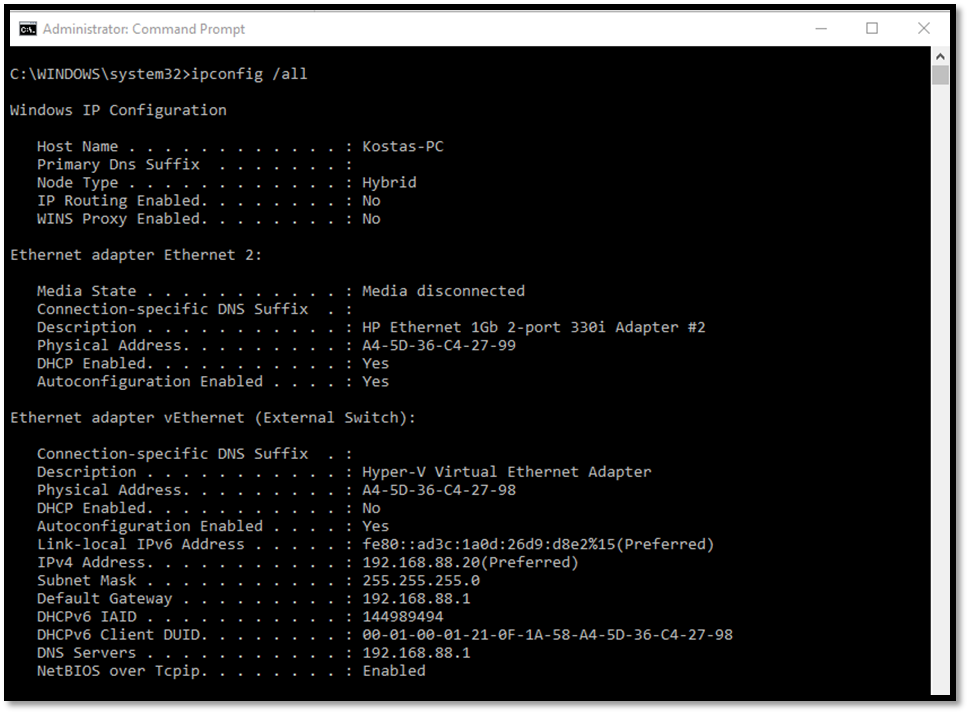 Administrator: Command Prompt
C:\WINDOWS\system32>ipconfig /all
Windows IP Configuration
   Host Name . . . . . . . . . . . . : Kostas-PC
   Primary Dns Suffix  . . . . . . . :
   Node Type . . . . . . . . . . . . : Hybrid
   IP Routing Enabled. . . . . . . . : No
   WINS Proxy Enabled. . . . . . . . : No
Ethernet adapter Ethernet 2:
   Media State . . . . . . . . . . . : Media disconnected
   Connection-specific DNS Suffix  . :
   Description . . . . . . . . . . . : HP Ethernet 1Gb 2-port 330i Adapter #2
   Physical Address. . . . . . . . . : A4-5D-36-C4-27-99
   DHCP Enabled. . . . . . . . . . . : Yes
   Autoconfiguration Enabled . . . . : Yes
Ethernet adapter vEthernet (External Switch):
   Connection-specific DNS Suffix  . :
   Description . . . . . . . . . . . : Hyper-V Virtual Ethernet Adapter
   Physical Address. . . . . . . . . : A4-5D-36-C4-27-98
   DHCP Enabled. . . . . . . . . . . : No
   Autoconfiguration Enabled . . . . : Yes
   Link-local IPv6 Address . . . . . : fe80::ad3c:1a0d:26d9:d8e2%15(Preferred)
   IPv4 Address. . . . . . . . . . . : 192.168.88.20(Preferred)
   Subnet Mask . . . . . . . . . . . : 255.255.255.0
   Default Gateway . . . . . . . . . : 192.168.88.1
   DHCPv6 IAID . . . . . . . . . . . : 144989494
   DHCPv6 Client DUID. . . . . . . . : 00-01-00-01-21-0F-1A-58-A4-5D-36-C4-27-98
   DNS Servers . . . . . . . . . . . : 192.168.88.1
   NetBIOS over Tcpip. . . . . . . . : Enabled